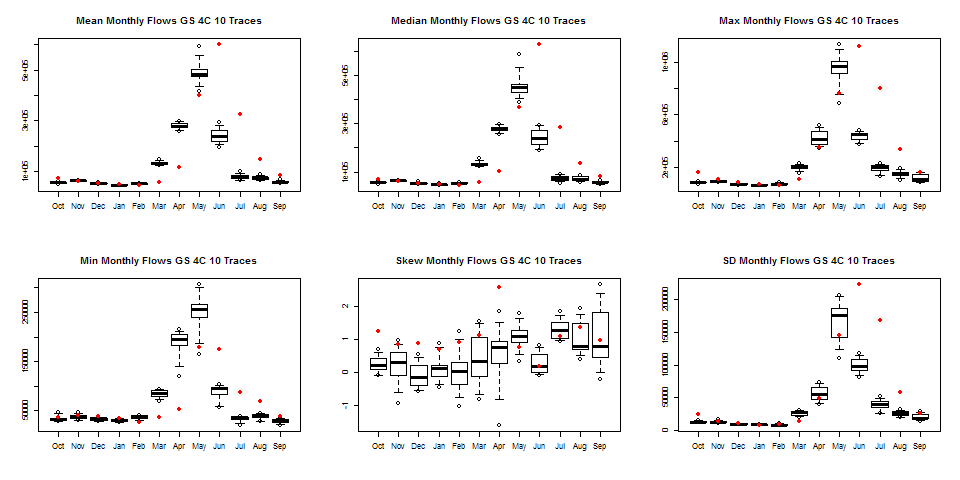 Mean Monthly Flows GS 4C 10 Traces
5e+05
3e+05
1e+05
Oct Nov Dec Jan Feb Mar Apr May Jun Jul Aug Sep
Median Monthly Flows GS 4C 10 Traces
5e+05
3e+05
1e+05
Oct Nov Dec Jan Feb Mar Apr May Jun Jul Aug Sep
Max Monthly Flows GS 4C 10 Traces
1e+06
6e+05
2e+05
Oct Nov Dec Jan Feb Mar Apr May Jun Jul Aug Sep
Min Monthly Flows GS 4C 10 Traces
250000
150000
50000
Oct Nov Dec Jan Feb Mar Apr May Jun Jul Aug Sep
Skew Monthly Flows GS 4C 10 Traces
2
1
0
-1
Oct Nov Dec Jan Feb Mar Apr May Jun Jul Aug Sep
SD Monthly Flows GS 4C 10 Traces
200000
100000
50000
0
Oct Nov Dec Jan Feb Mar Apr May Jun Jul Aug Sep